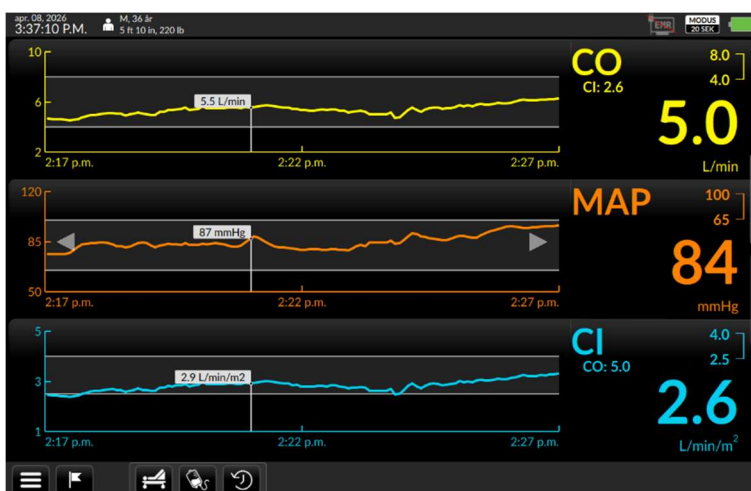 apr. 08, 2026
3:37:10 P.M.
M, 36 år
5 ft 10 in, 220 lb
EMR
MODUS
20 SEK
10
6
2
5.5 L/min
2:17 p.m.
2:22 p.m.
2:27 p.m.
CO
CI: 2.6
8.0
4.0
5.0
L/min
120
85
50
87 mmHg
2:17 p.m.
2:22 p.m.
2:27 p.m.
MAP
100
65
84
mmHg
5
3
1
2.9 L/min/m2
2:17 p.m.
2:22 p.m.
2:27 p.m.
CI
CO: 5.0
4.0
2.5
2.6
L/min/m²